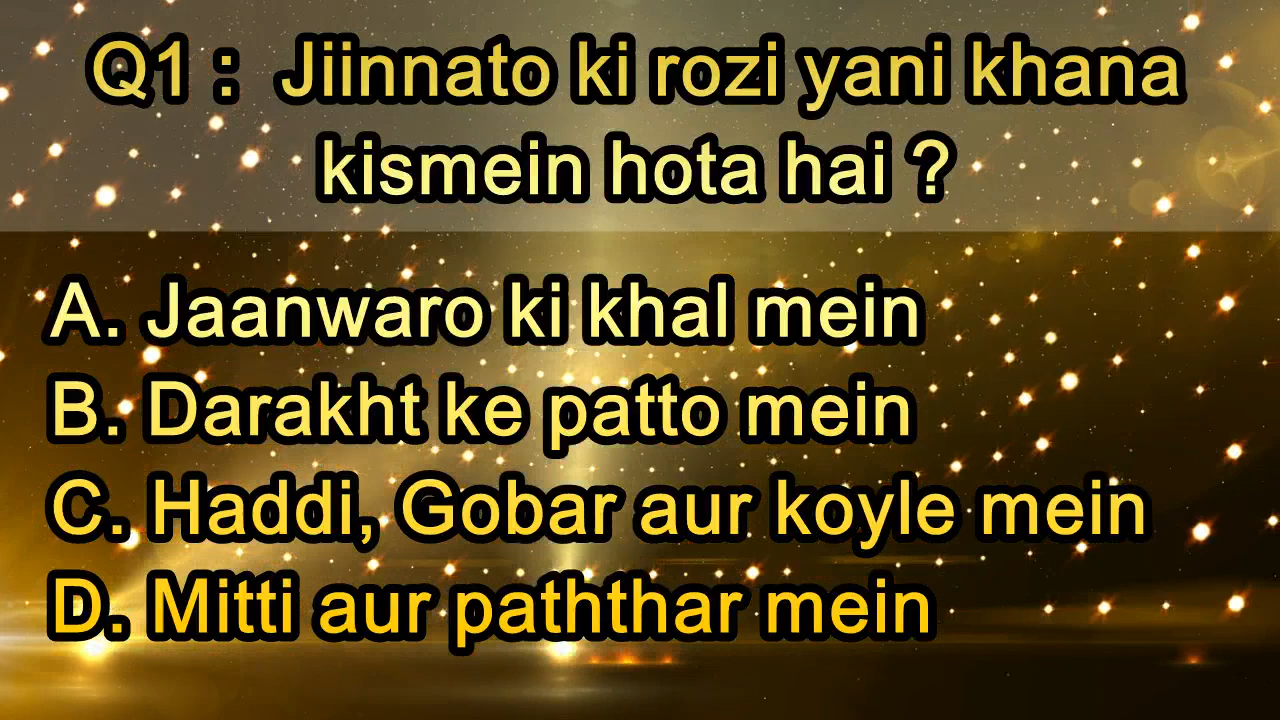 Q1 : Jiinnato ki rozi yani khana
kismein hota hai ?
A. Jaanwaro ki khal mein
B. Darakht ke patto mein
C. Haddi, Gobar aur koyle mein
D. Mitti aur paththar mein